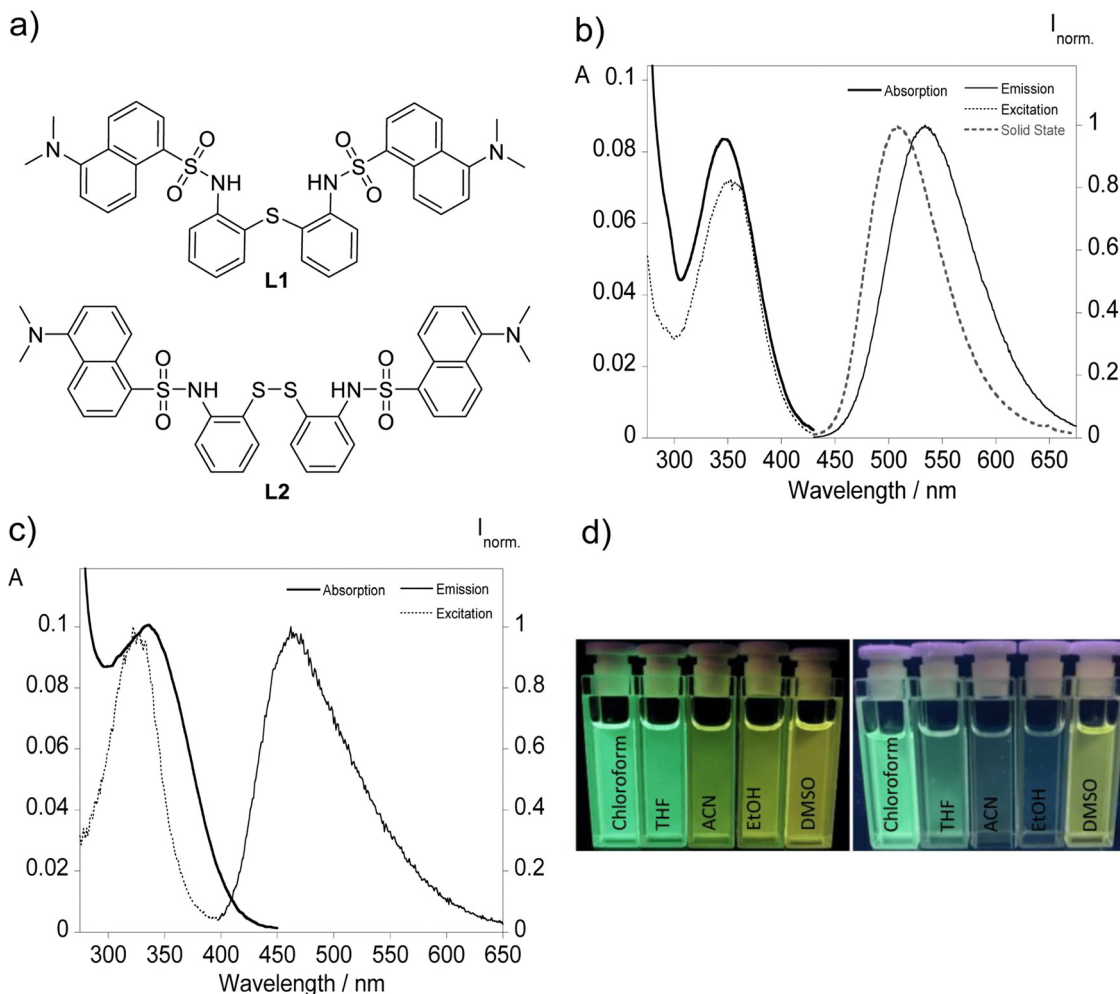 a)
N
S
O
O
NH
S
HN
S
O
O
N
L1
N
O
S
O
NH
S-S
HN
O
S
O
N
L2
b)
I norm.
A
Absorption
Emission
Excitation
Solid State
0.1
0.08
0.06
0.04
0.02
0
1
0.8
0.6
0.4
0.2
0
300 350 400 450 500 550 600 650
Wavelength / nm
c)
I norm.
A
Absorption
Emission
Excitation
0.1
0.08
0.06
0.04
0.02
0
1
0.8
0.6
0.4
0.2
0
300 350 400 450 500 550 600 650
Wavelength / nm
d)
Chloroform
THF
ACN
EtOH
DMSO
Chloroform
THF
ACN
EtOH
DMSO